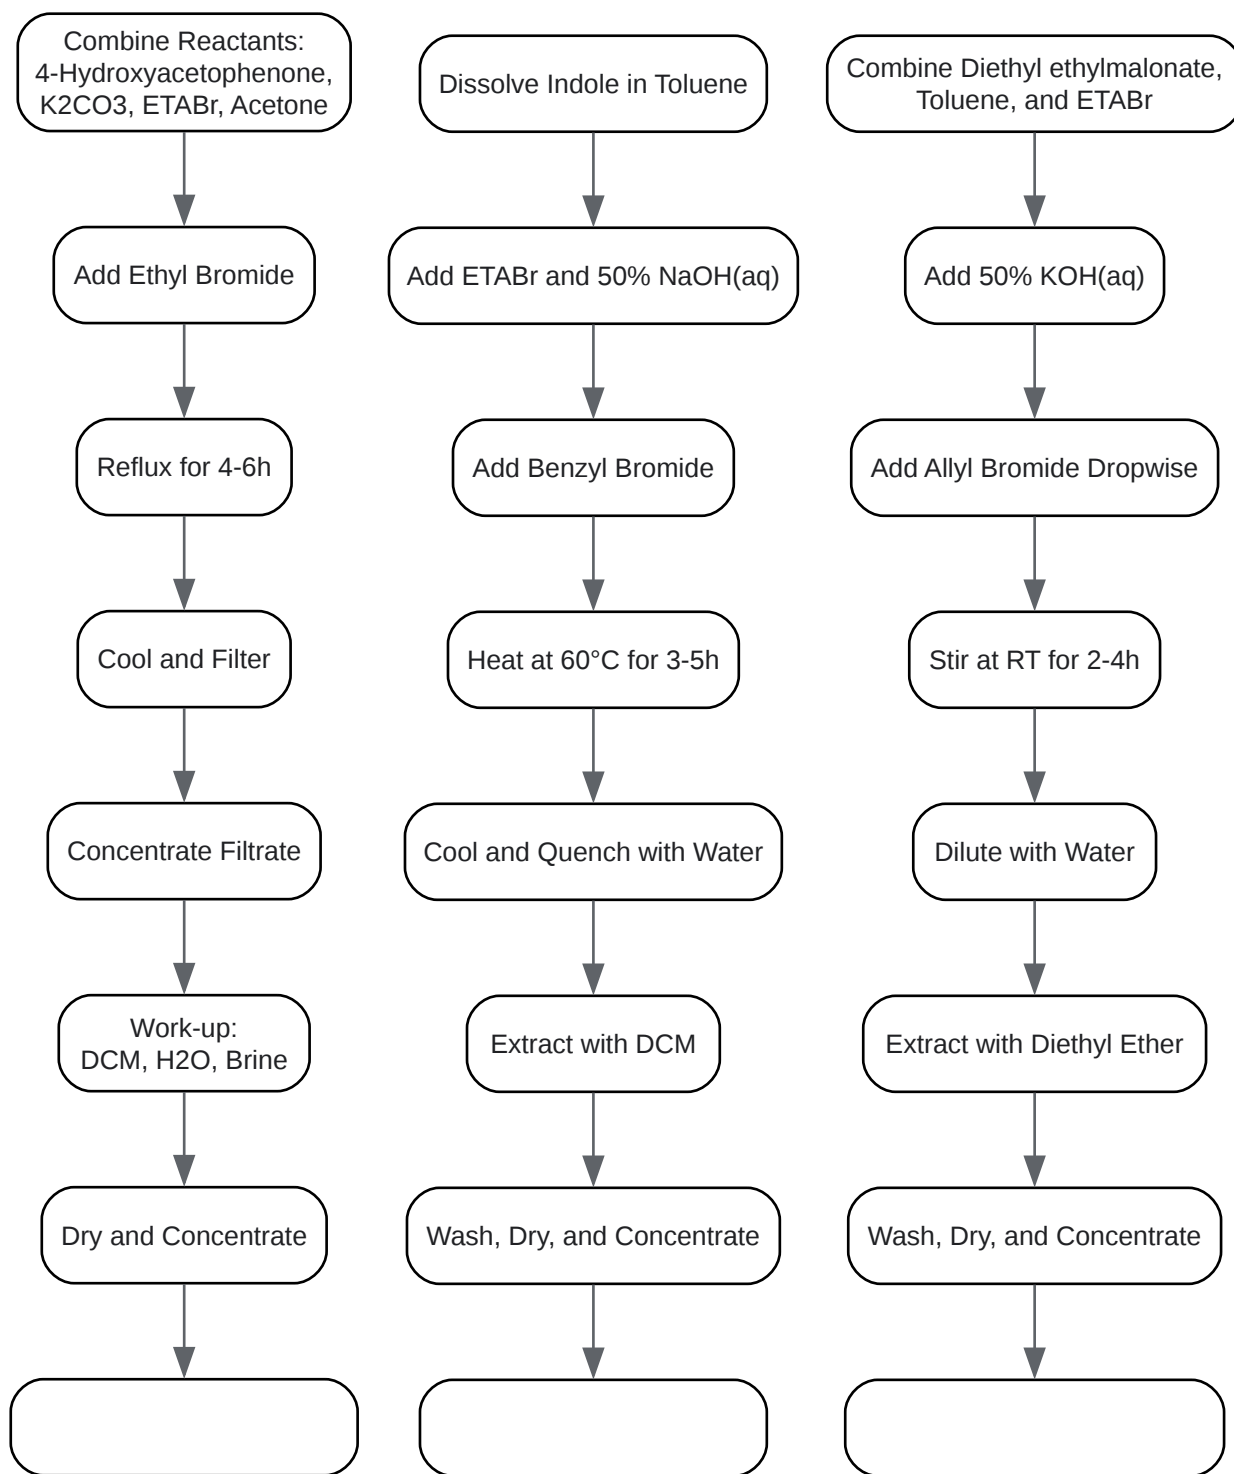 Combine Reactants:
4-Hydroxyacetophenone,
K2CO3, ETABr, Acetone
Add Ethyl Bromide
Reflux for 4-6h
Cool and Filter
Concentrate Filtrate
Work-up:
DCM, H2O, Brine
Dry and Concentrate
Dissolve Indole in Toluene
Add ETABr and 50% NaOH(aq)
Add Benzyl Bromide
Heat at 60°C for 3-5h
Cool and Quench with Water
Extract with DCM
Wash, Dry, and Concentrate
Combine Diethyl ethylmalonate,
Toluene, and ETABr
Add 50% KOH(aq)
Add Allyl Bromide Dropwise
Stir at RT for 2-4h
Dilute with Water
Extract with Diethyl Ether
Wash, Dry, and Concentrate